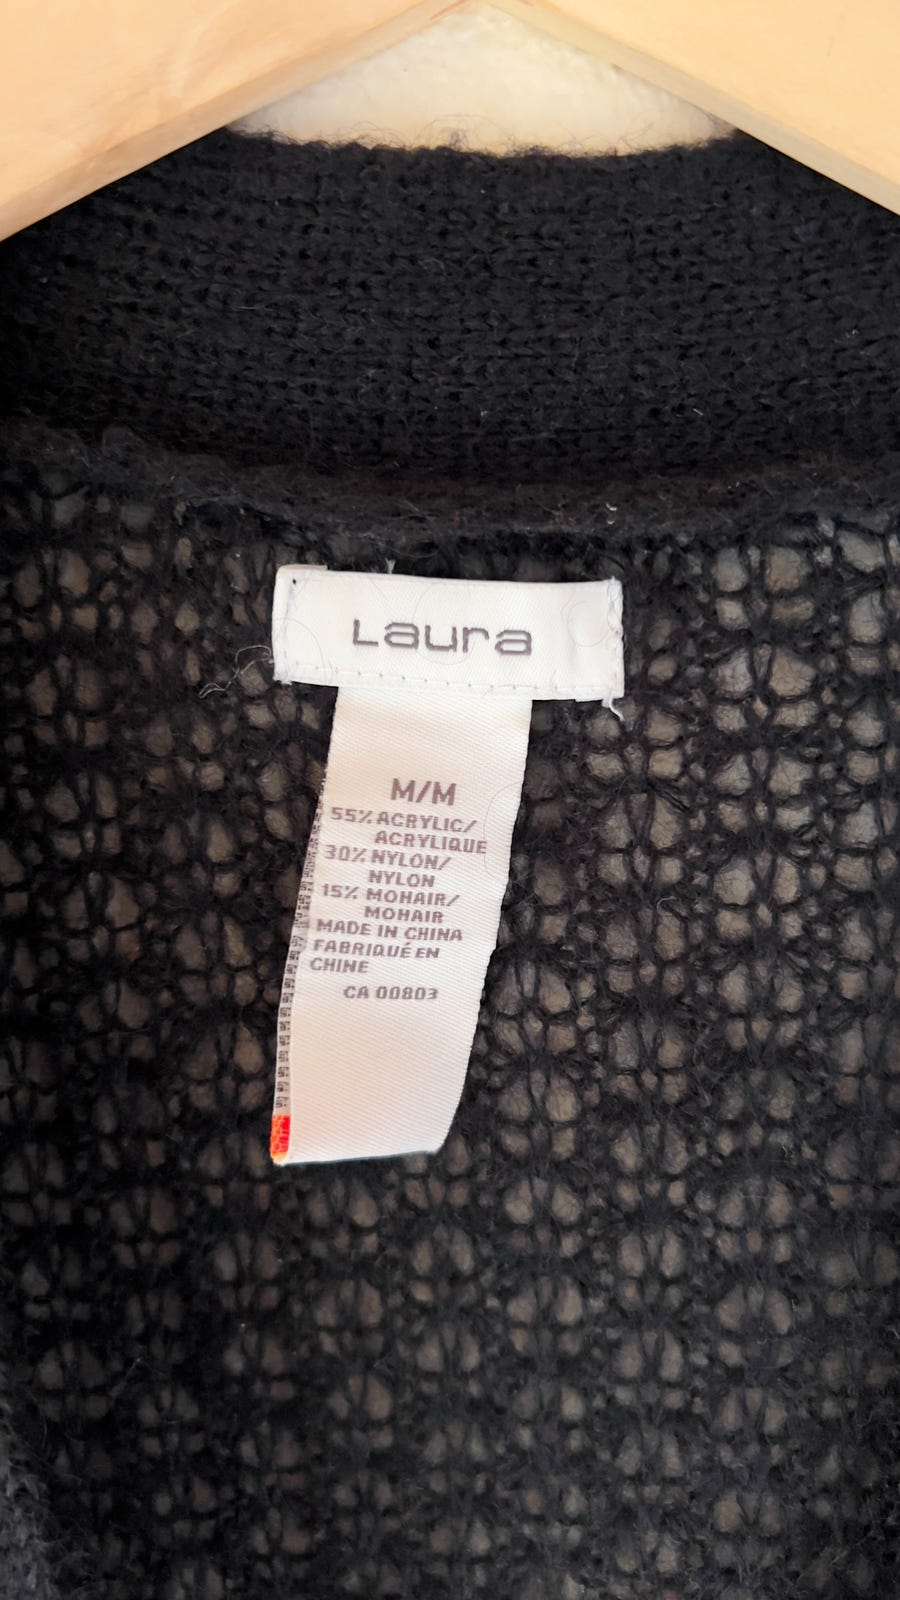 Laura
M/M
55% ACRYLIC/
ACRYLIQUE
30% NYLON/
NYLON
15% MOHAIR/
MOHAIR
MADE IN CHINA
FABRIQUÉ EN
CHINE
CA 00803